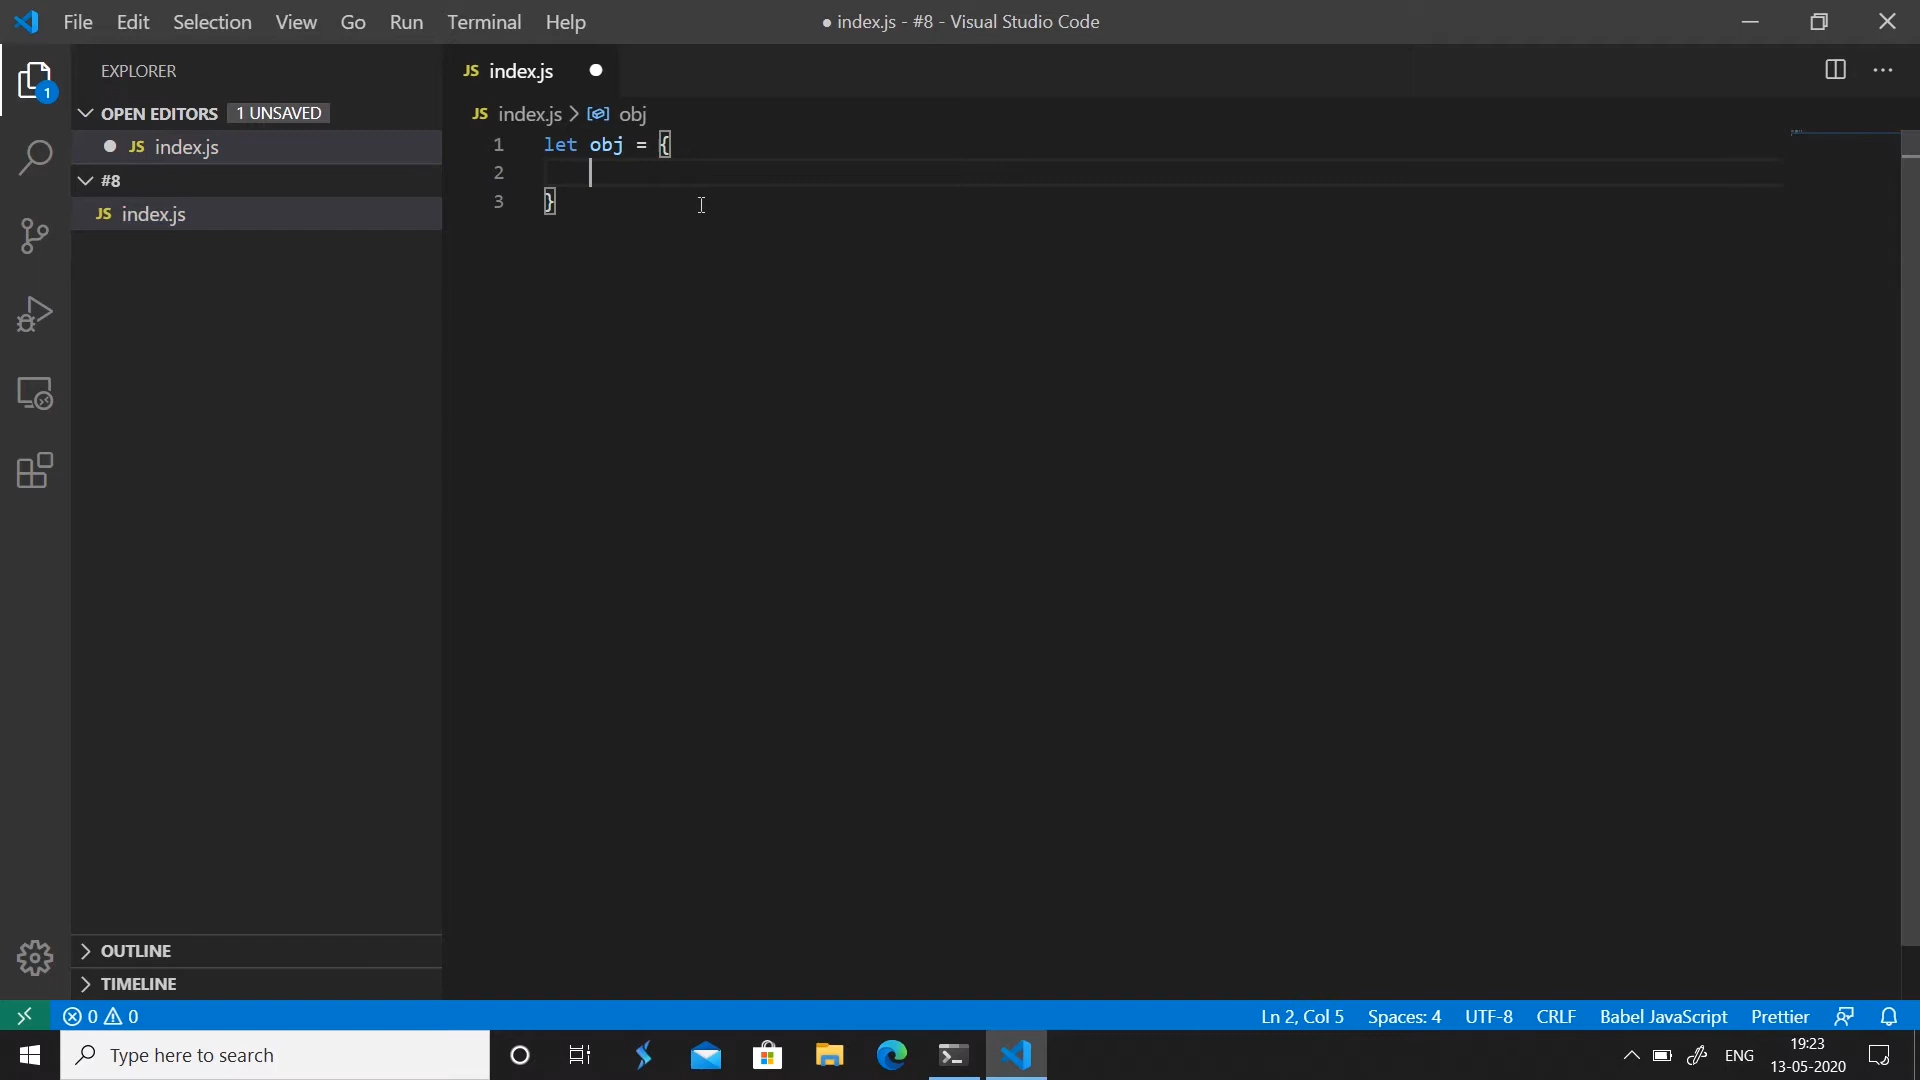 File Edit Selection View Go Run Terminal Help
● index.js - #8 - Visual Studio Code
EXPLORER
OPEN EDITORS 1 UNSAVED
JS index.js
#8
JS index.js
OUTLINE
TIMELINE
1
JS index.js
JS index.js > obj
1 let obj = {
2
3 }
0 0
Ln 2, Col 5 Spaces: 4 UTF-8 CRLF Babel JavaScript Prettier
Type here to search
ENG
19:23
13-05-2020